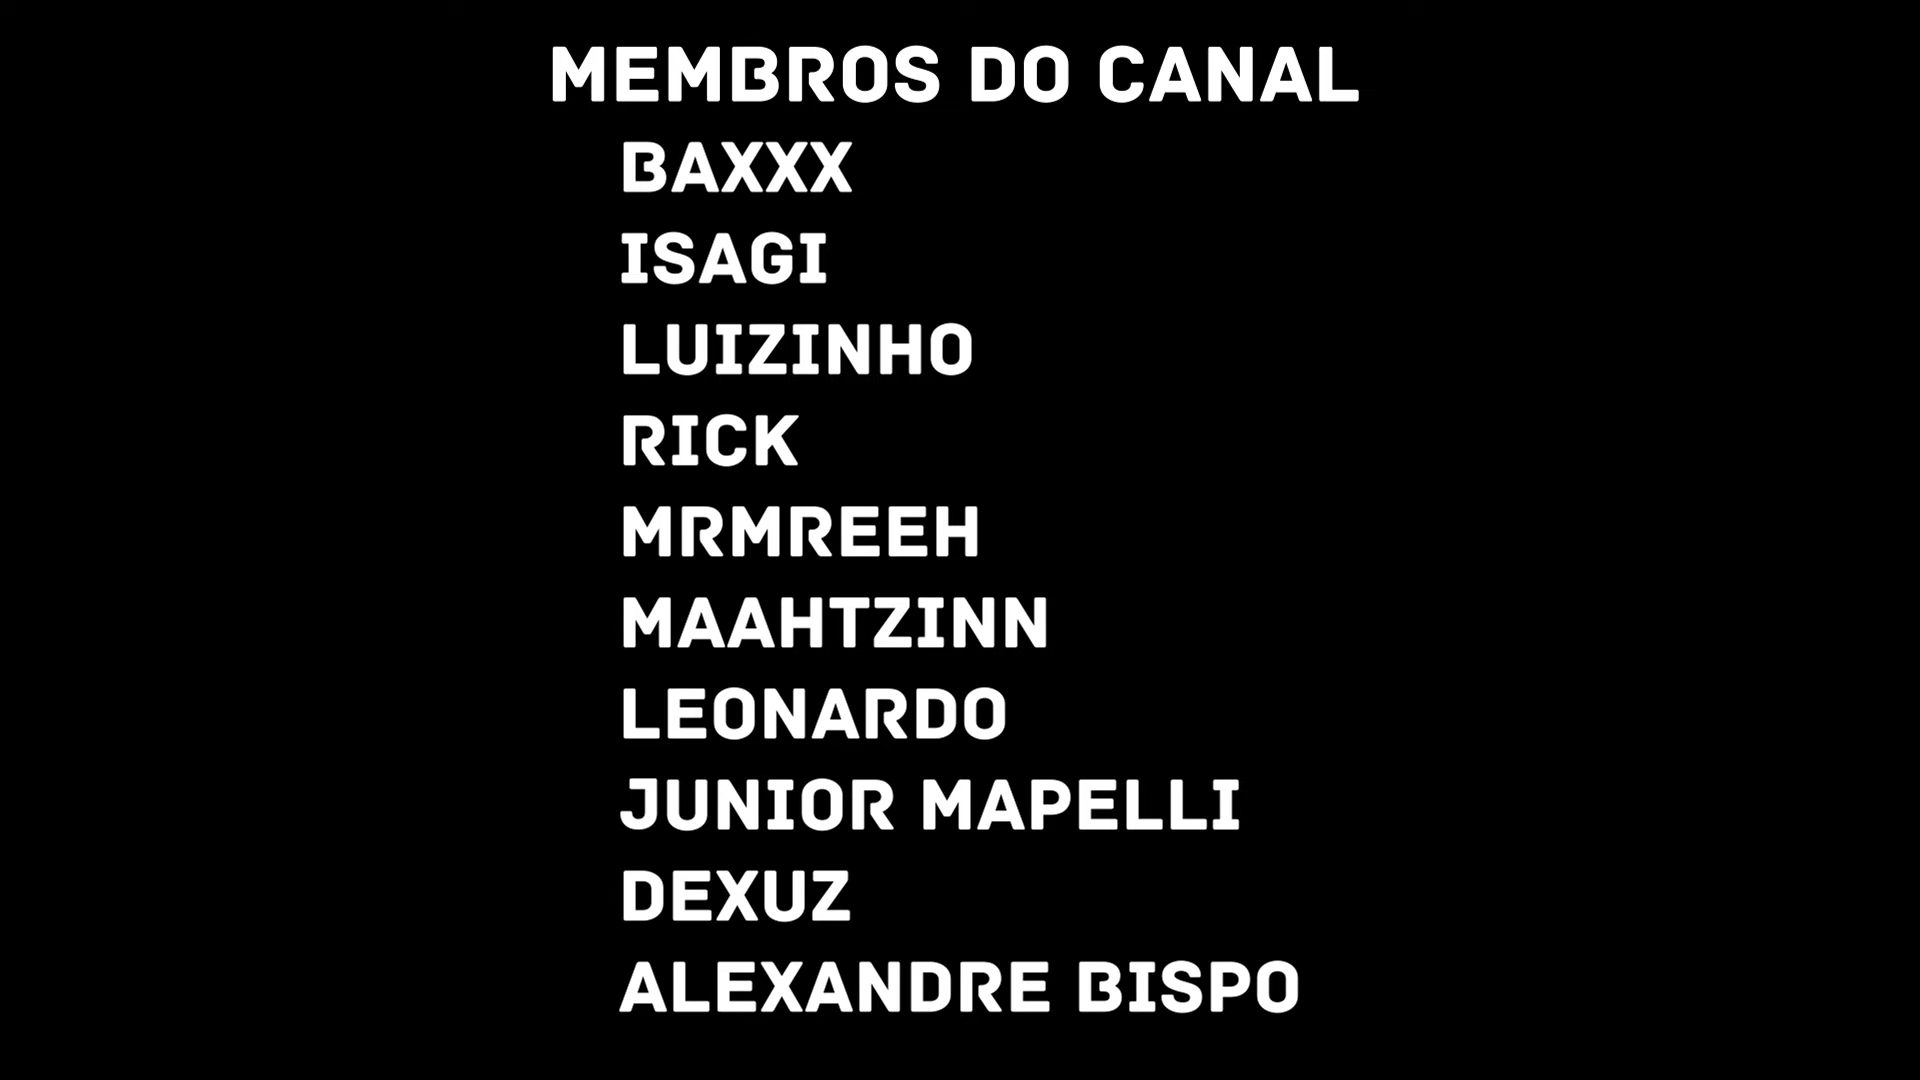 MEMBROS DO CANAL
BAXXX
ISAGI
LUIZINHO
RICK
MRMREEH
MAAHTZINN
LEONARDO
JUNIOR MAPELLI
DEXUZ
ALEXANDRE BISPO